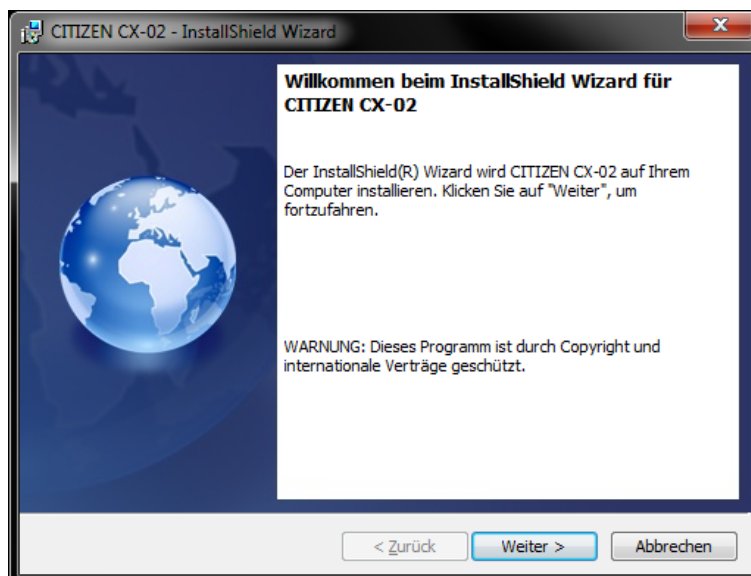 CITIZEN CX-02 - InstallShield Wizard
Willkommen beim InstallShield Wizard für
CITIZEN CX-02
Der InstallShield(R) Wizard wird CITIZEN CX-02 auf Ihrem
Computer installieren. Klicken Sie auf "Weiter", um
fortzufahren.
WARNUNG: Dieses Programm ist durch Copyright und
internationale Verträge geschützt.
< Zurück Weiter > Abbrechen